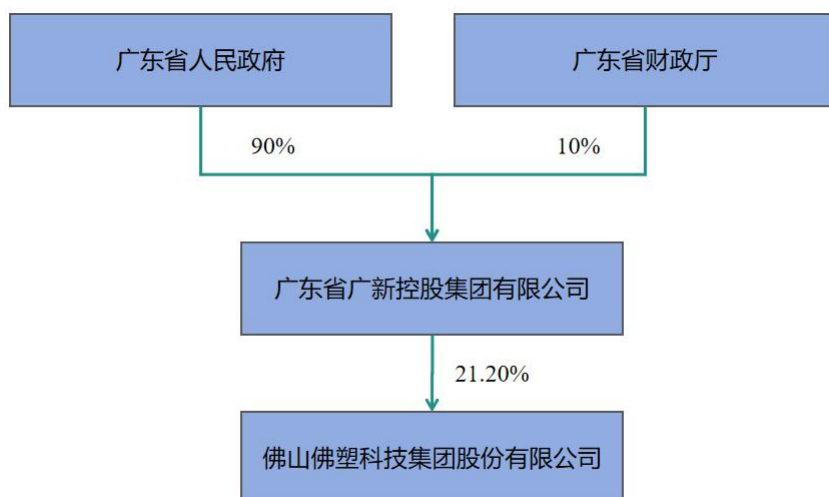 广东省人民政府
广东省财政厅
90%
10%
广东省广新控股集团有限公司
21.20%
佛山佛塑科技集团股份有限公司